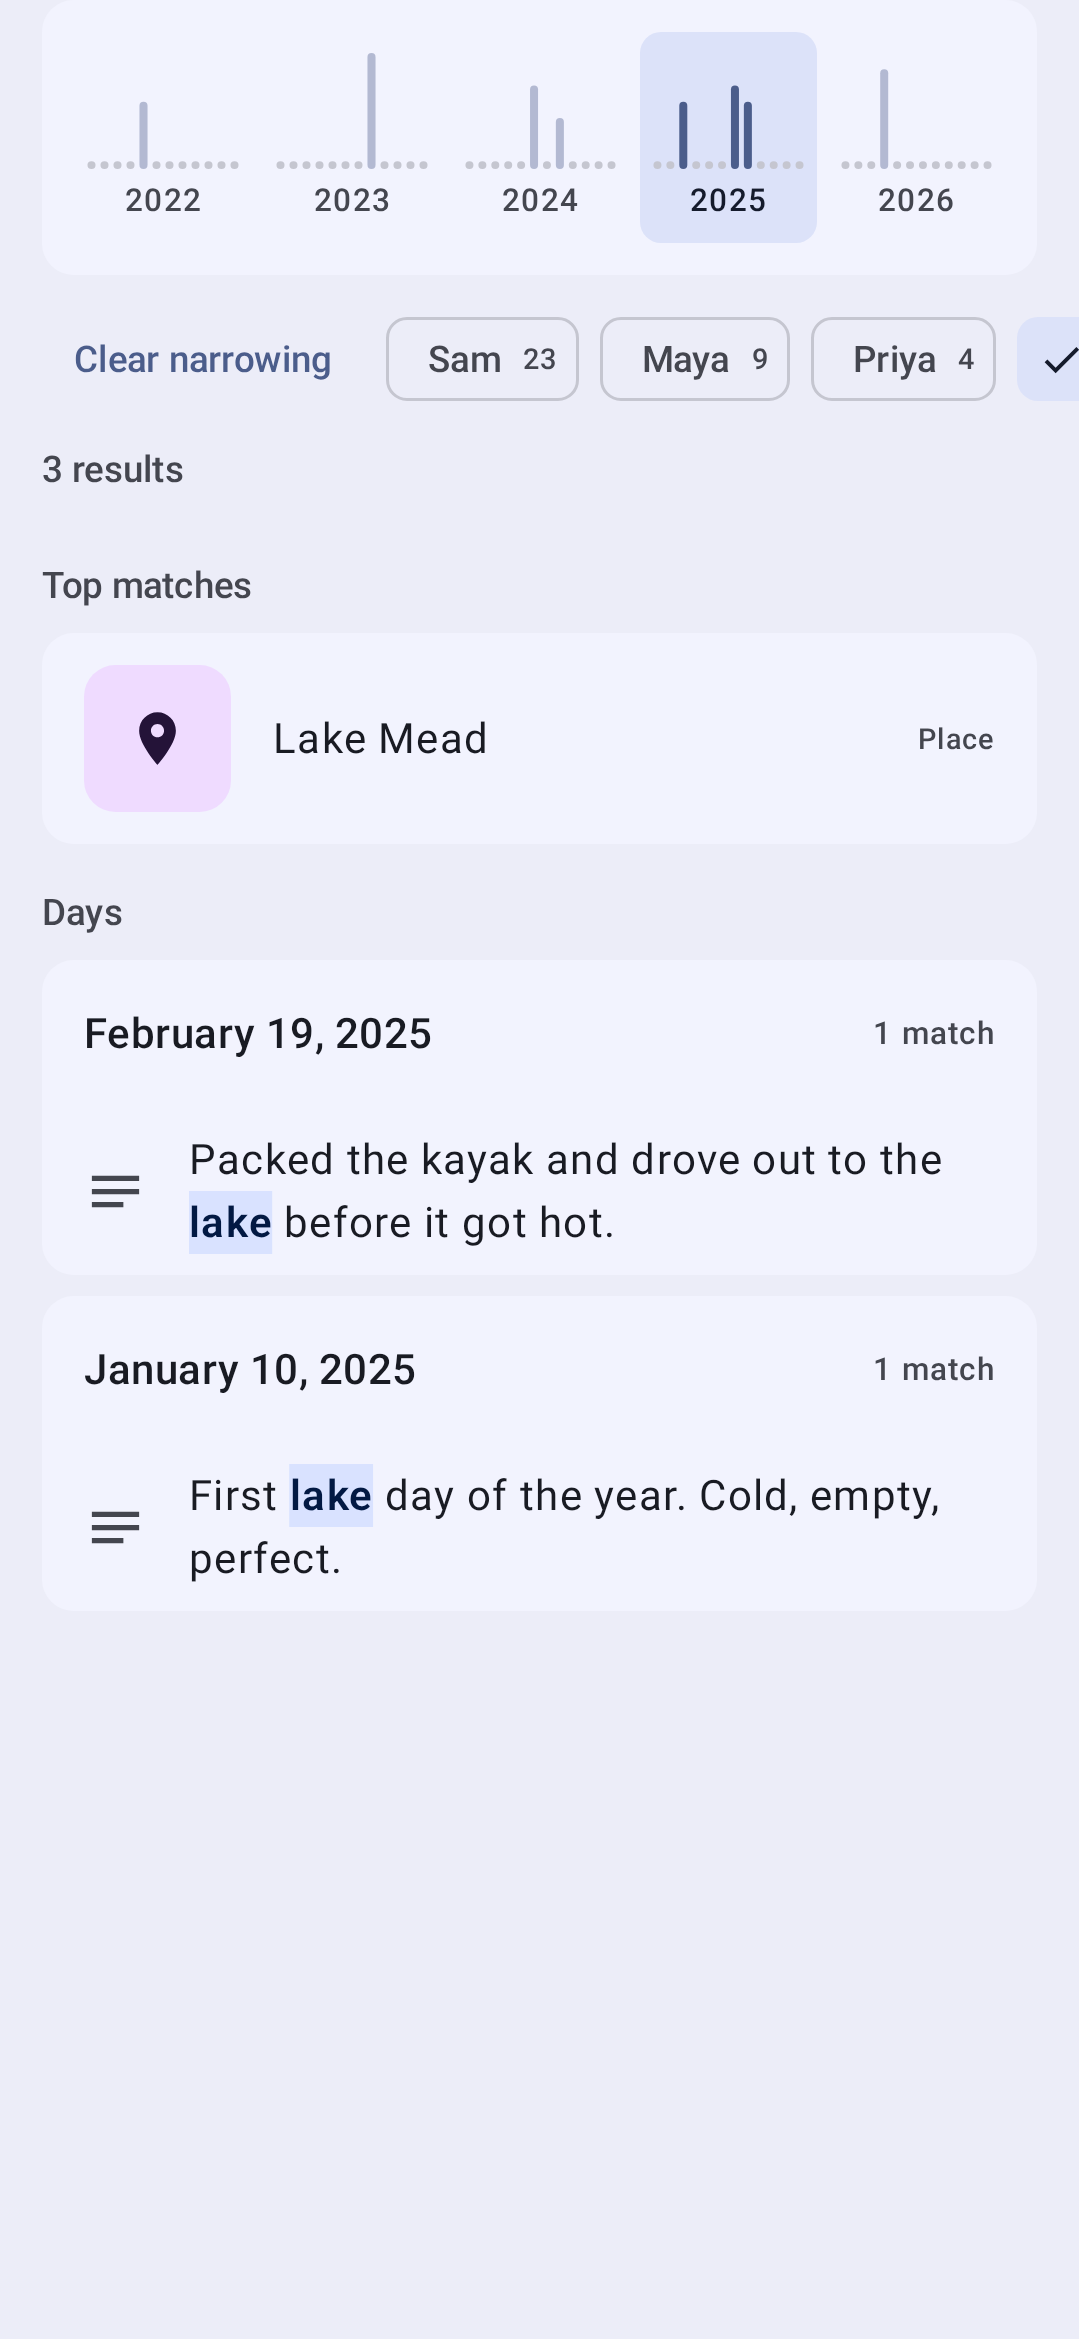 2022 2023 2024 2025 2026
Clear narrowing Sam 23 Maya 9 Priya 4
3 results
Top matches
Lake Mead Place
Days
February 19, 2025 1 match
Packed the kayak and drove out to the
lake before it got hot.
January 10, 2025 1 match
First lake day of the year. Cold, empty,
perfect.